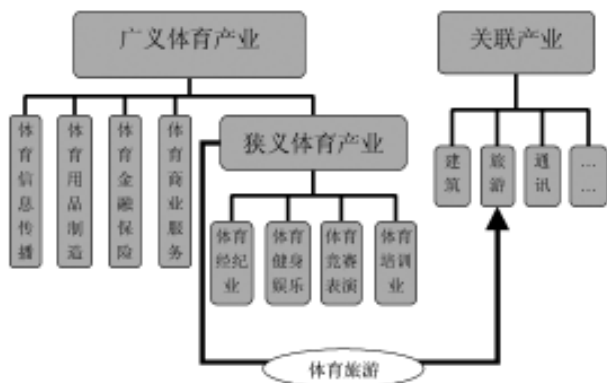 广义体育产业
关联产业
体育信息传播
体育用品制造
体育金融保险
体育商业服务
狭义体育产业
建筑
旅游
通讯
……
体育
经纪
业
体育
健身
娱乐
体育
竞赛
表演
体育
培训
业
体育旅游